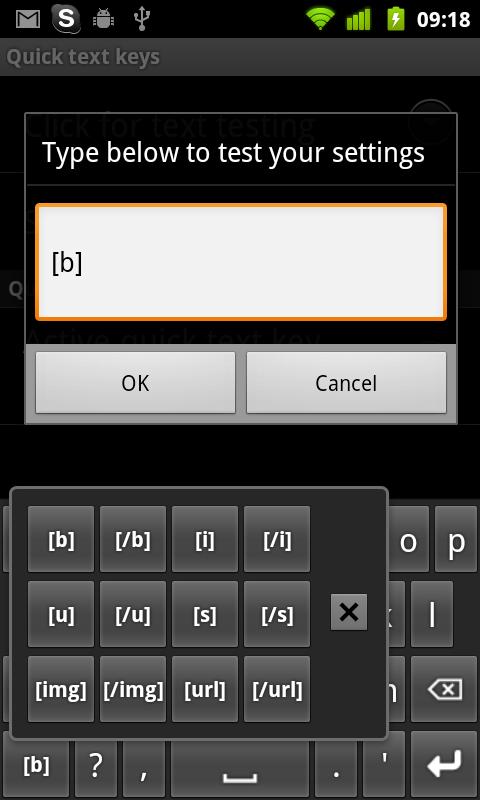 09:18
Quick text keys
Click for text testing
Type below to test your settings
[b]
Active quick text key
OK Cancel
[b] [/b] [i] [/i] o p
[u] [/u] [s] [/s] l
[img] [/img] [url] [/url]
[b] ? , . '